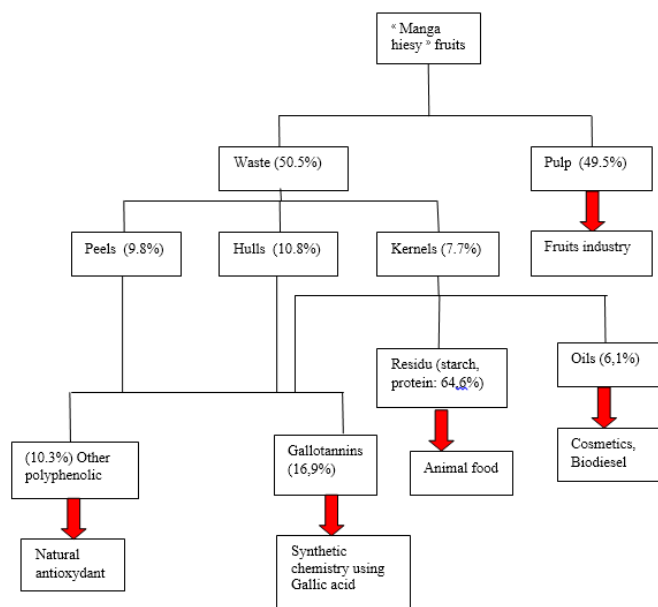 « Manga
hiesy » fruits
Waste (50.5%)
Pulp (49.5%)
Peels (9.8%)
Hulls (10.8%)
Kernels (7.7%)
Fruits industry
Residu (starch,
protein: 64,6%)
Oils (6,1%)
(10.3%) Other
polyphenolic
Gallotannins
(16,9%)
Animal food
Cosmetics,
Biodiesel
Natural
antioxydant
Synthetic
chemistry using
Gallic acid